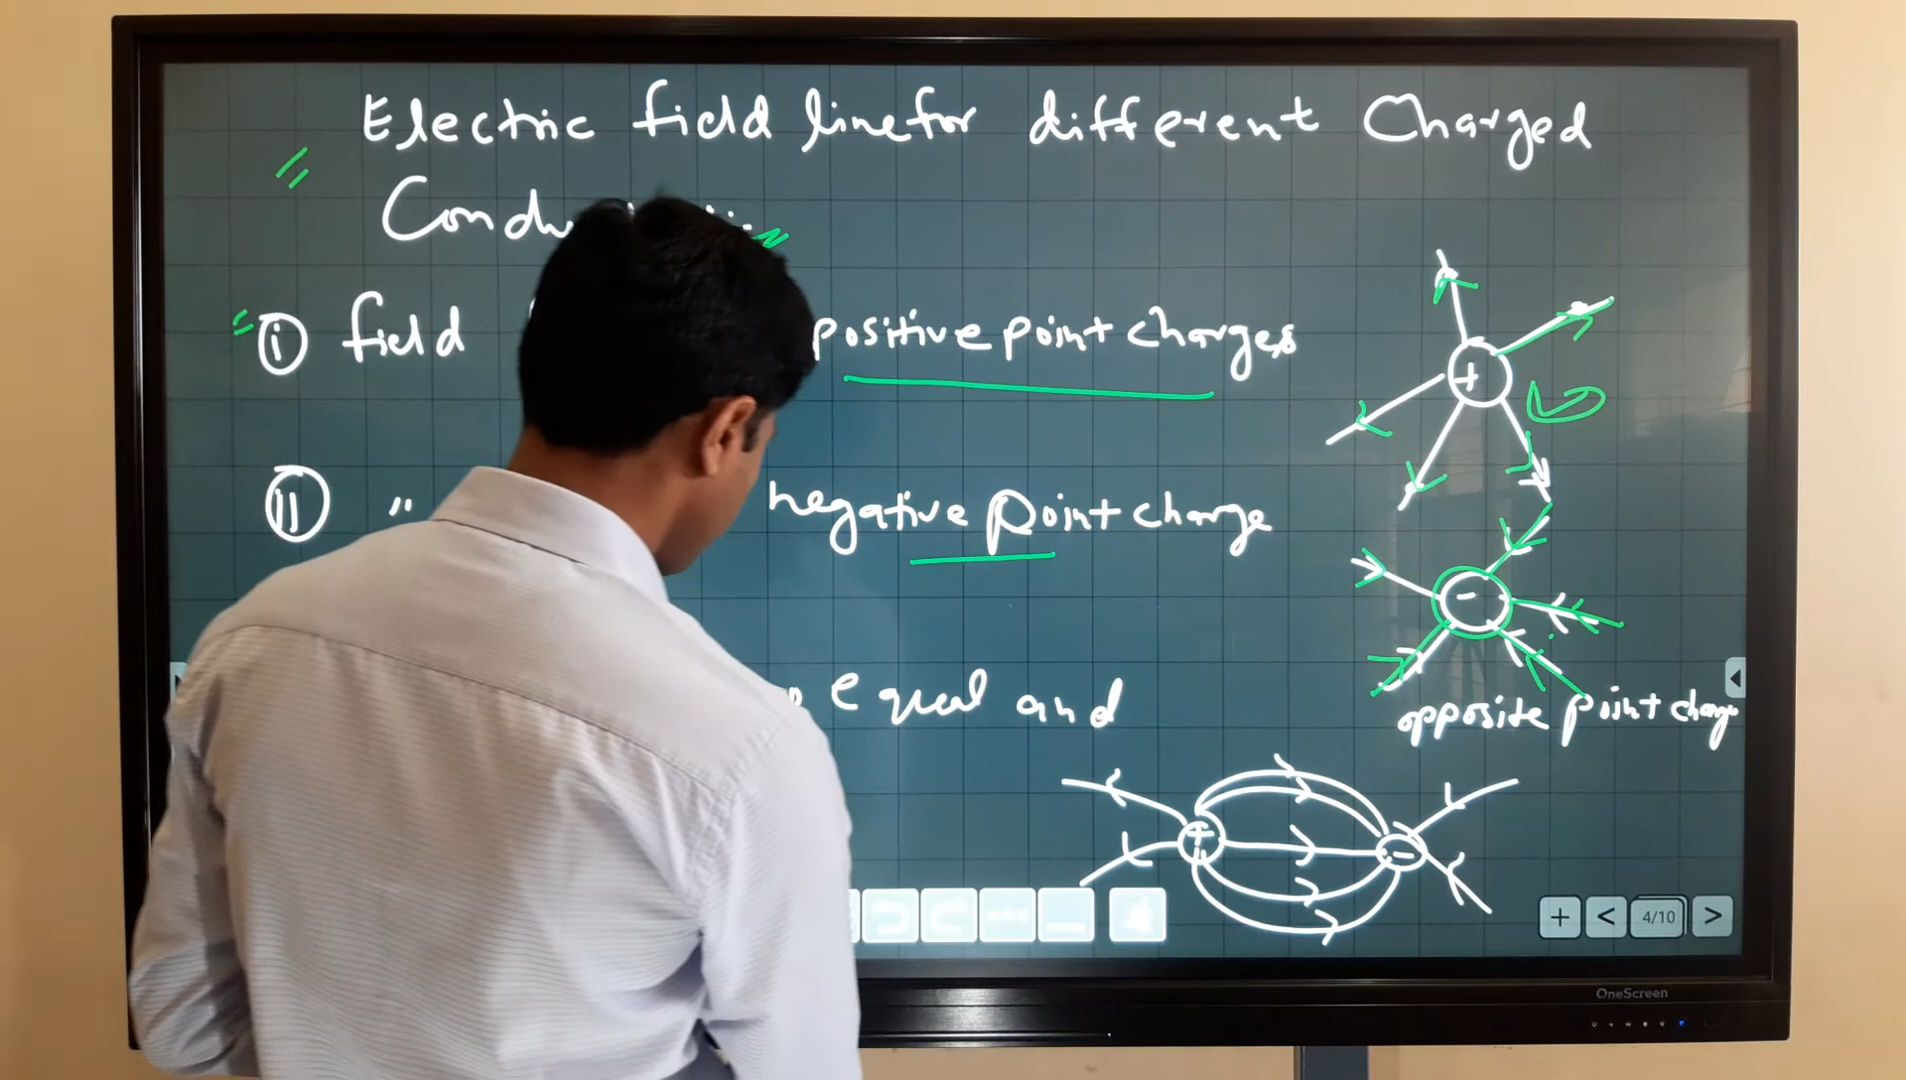 Electric field line for different Charged
(i) field positive point charges
+
(ii) " negative point charge
-
equal and opposite point charge
+ -
+ < 4/10 >
OneScreen